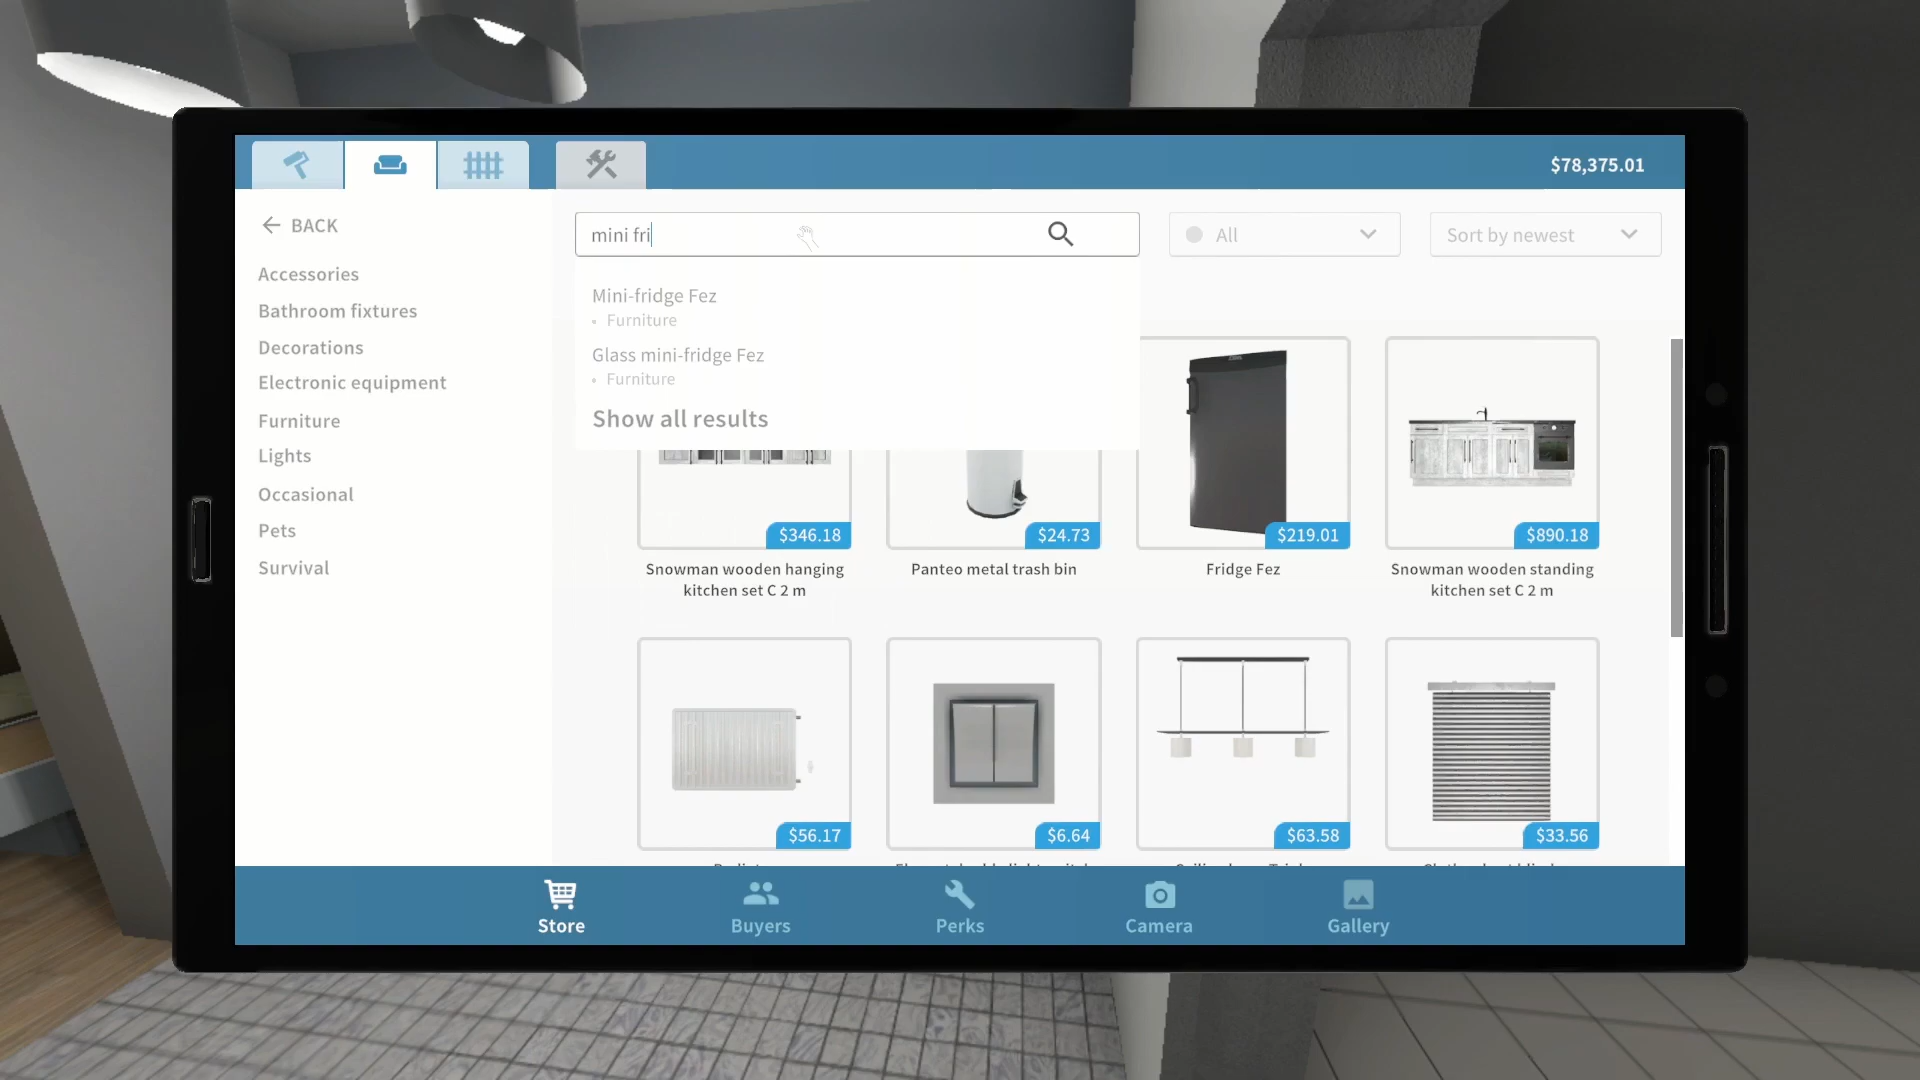 $78,375.01
BACK
mini fri
All
Sort by newest
Accessories
Bathroom fixtures
Decorations
Electronic equipment
Furniture
Lights
Occasional
Pets
Survival
Mini-fridge Fez
• Furniture
Glass mini-fridge Fez
• Furniture
Show all results
$346.18
$24.73
$219.01
$890.18
Snowman wooden hanging
kitchen set C 2 m
Panteo metal trash bin
Fridge Fez
Snowman wooden standing
kitchen set C 2 m
$56.17
$6.64
$63.58
$33.56
Store
Buyers
Perks
Camera
Gallery